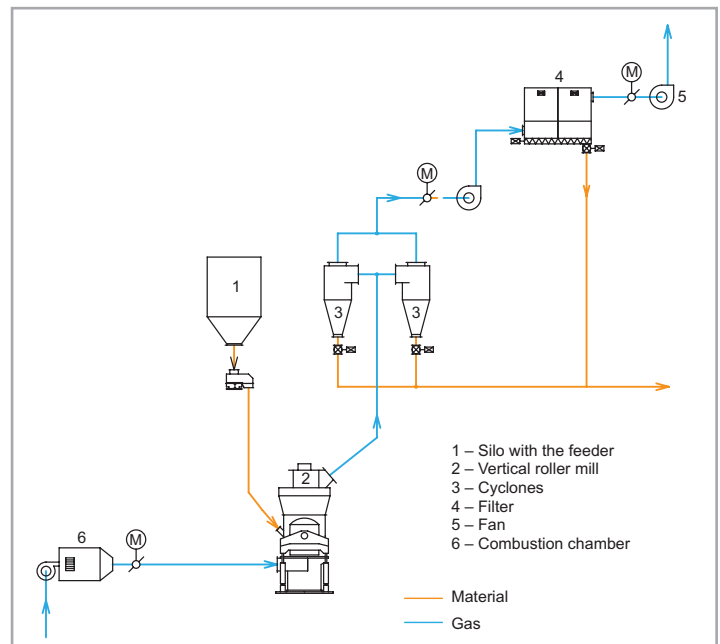 4
M
5
M
1
3
3
2
6
M
1 – Silo with the feeder
2 – Vertical roller mill
3 – Cyclones
4 – Filter
5 – Fan
6 – Combustion chamber
Material
Gas